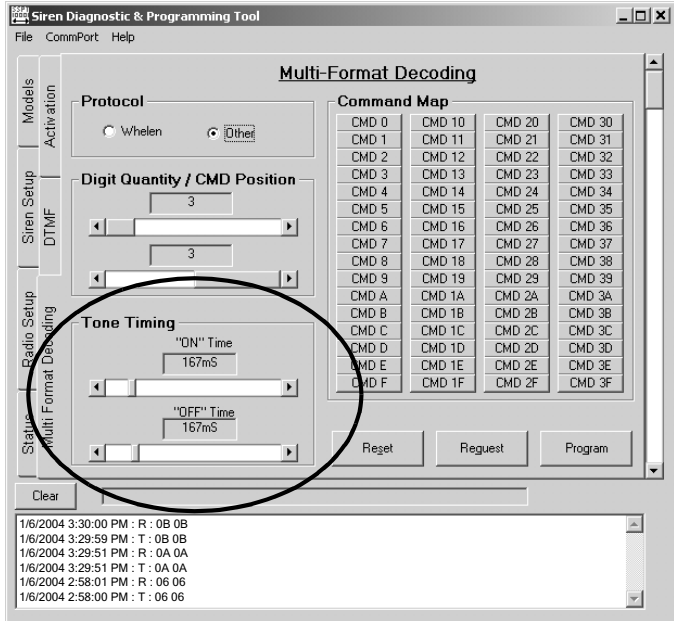 Siren Diagnostic & Programming Tool
File CommPort Help
Models
Siren Setup
Radio Setup
Status
Activation
DTMF
Multi Format Decoding
Multi-Format Decoding
Protocol
Whelen Other
Digit Quantity / CMD Position
3
3
Tone Timing
"ON" Time
167mS
"OFF" Time
167mS
Command Map
CMD 0 CMD 10 CMD 20 CMD 30
CMD 1 CMD 11 CMD 21 CMD 31
CMD 2 CMD 12 CMD 22 CMD 32
CMD 3 CMD 13 CMD 23 CMD 33
CMD 4 CMD 14 CMD 24 CMD 34
CMD 5 CMD 15 CMD 25 CMD 35
CMD 6 CMD 16 CMD 26 CMD 36
CMD 7 CMD 17 CMD 27 CMD 37
CMD 8 CMD 18 CMD 28 CMD 38
CMD 9 CMD 19 CMD 29 CMD 39
CMD A CMD 1A CMD 2A CMD 3A
CMD B CMD 1B CMD 2B CMD 3B
CMD C CMD 1C CMD 2C CMD 3C
CMD D CMD 1D CMD 2D CMD 3D
CMD E CMD 1E CMD 2E CMD 3E
CMD F CMD 1F CMD 2F CMD 3F
Reset Request Program
Clear
1/6/2004 3:30:00 PM : R : 0B 0B
1/6/2004 3:29:59 PM : T : 0B 0B
1/6/2004 3:29:51 PM : R : 0A 0A
1/6/2004 3:29:51 PM : T : 0A 0A
1/6/2004 2:58:01 PM : R : 06 06
1/6/2004 2:58:00 PM : T : 06 06